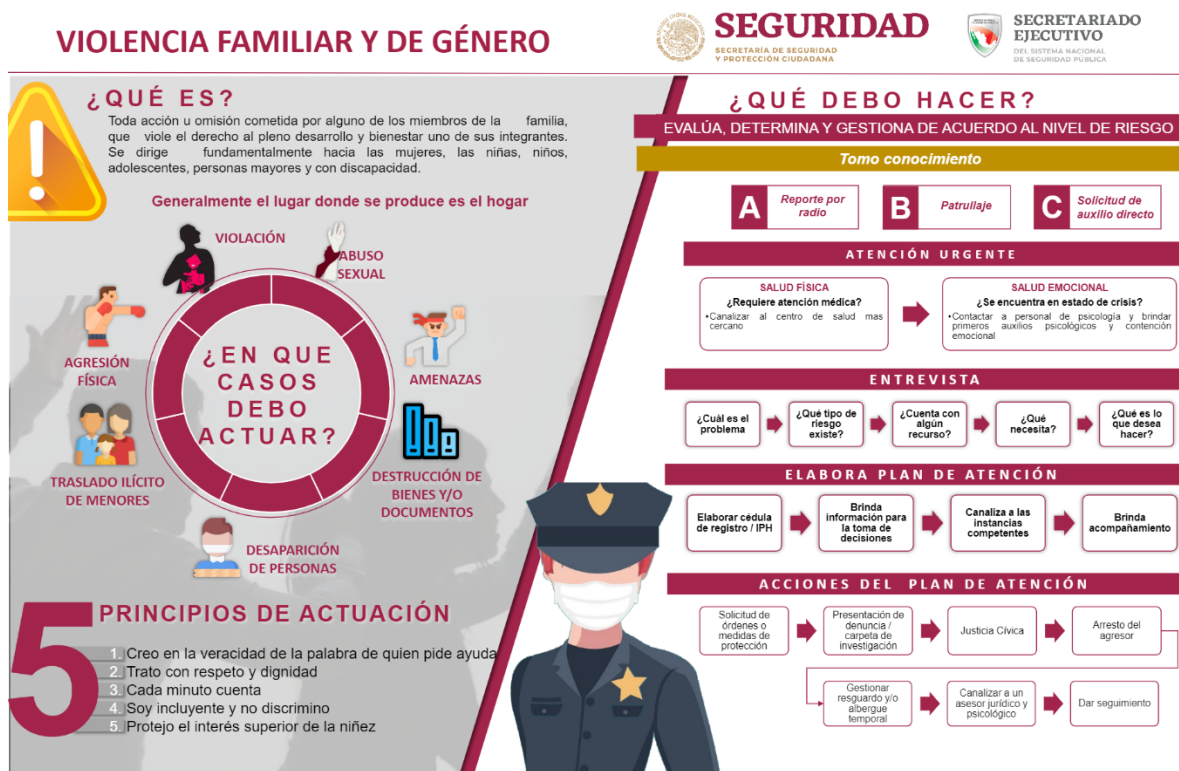 VIOLENCIA FAMILIAR Y DE GÉNERO
SEGURIDAD
SECRETARÍA DE SEGURIDAD
Y PROTECCIÓN CIUDADANA
SECRETARIADO
EJECUTIVO
DEL SISTEMA NACIONAL
DE SEGURIDAD PÚBLICA
¿QUÉ ES?
Toda acción u omisión cometida por alguno de los miembros de la familia,
que viole el derecho al pleno desarrollo y bienestar uno de sus integrantes.
Se dirige fundamentalmente hacia las mujeres, las niñas, niños,
adolescentes, personas mayores y con discapacidad.
Generalmente el lugar donde se produce es el hogar
VIOLACIÓN
ABUSO
SEXUAL
AGRESIÓN
FÍSICA
AMENAZAS
¿EN QUE
CASOS
DEBO
ACTUAR?
TRASLADO ILÍCITO
DE MENORES
DESTRUCCIÓN DE
BIENES Y/O
DOCUMENTOS
DESAPARICIÓN
DE PERSONAS
5 PRINCIPIOS DE ACTUACIÓN
1. Creo en la veracidad de la palabra de quien pide ayuda
2. Trato con respeto y dignidad
3. Cada minuto cuenta
4. Soy incluyente y no discrimino
5. Protejo el interés superior de la niñez
¿QUÉ DEBO HACER?
EVALÚA, DETERMINA Y GESTIONA DE ACUERDO AL NIVEL DE RIESGO
Tomo conocimiento
A
Reporte por
radio
B
Patrullaje
C
Solicitud de
auxilio directo
ATENCIÓN URGENTE
SALUD FÍSICA
¿Requiere atención médica?
•Canalizar al centro de salud mas
cercano
SALUD EMOCIONAL
¿Se encuentra en estado de crisis?
•Contactar a personal de psicología y brindar
primeros auxilios psicológicos y contención
emocional
ENTREVISTA
¿Cuál es el
problema
¿Qué tipo de
riesgo
existe?
¿Cuenta con
algún
recurso?
¿Qué
necesita?
¿Qué es lo
que desea
hacer?
ELABORA PLAN DE ATENCIÓN
Elaborar cédula
de registro / IPH
Brinda
información para
la toma de
decisiones
Canaliza a las
instancias
competentes
Brinda
acompañamiento
ACCIONES DEL PLAN DE ATENCIÓN
Solicitud de
órdenes o
medidas de
protección
Presentación de
denuncia /
carpeta de
investigación
Justicia Cívica
Arresto del
agresor
Gestionar
resguardo y/o
albergue
temporal
Canalizar a un
asesor jurídico y
psicológico
Dar seguimiento